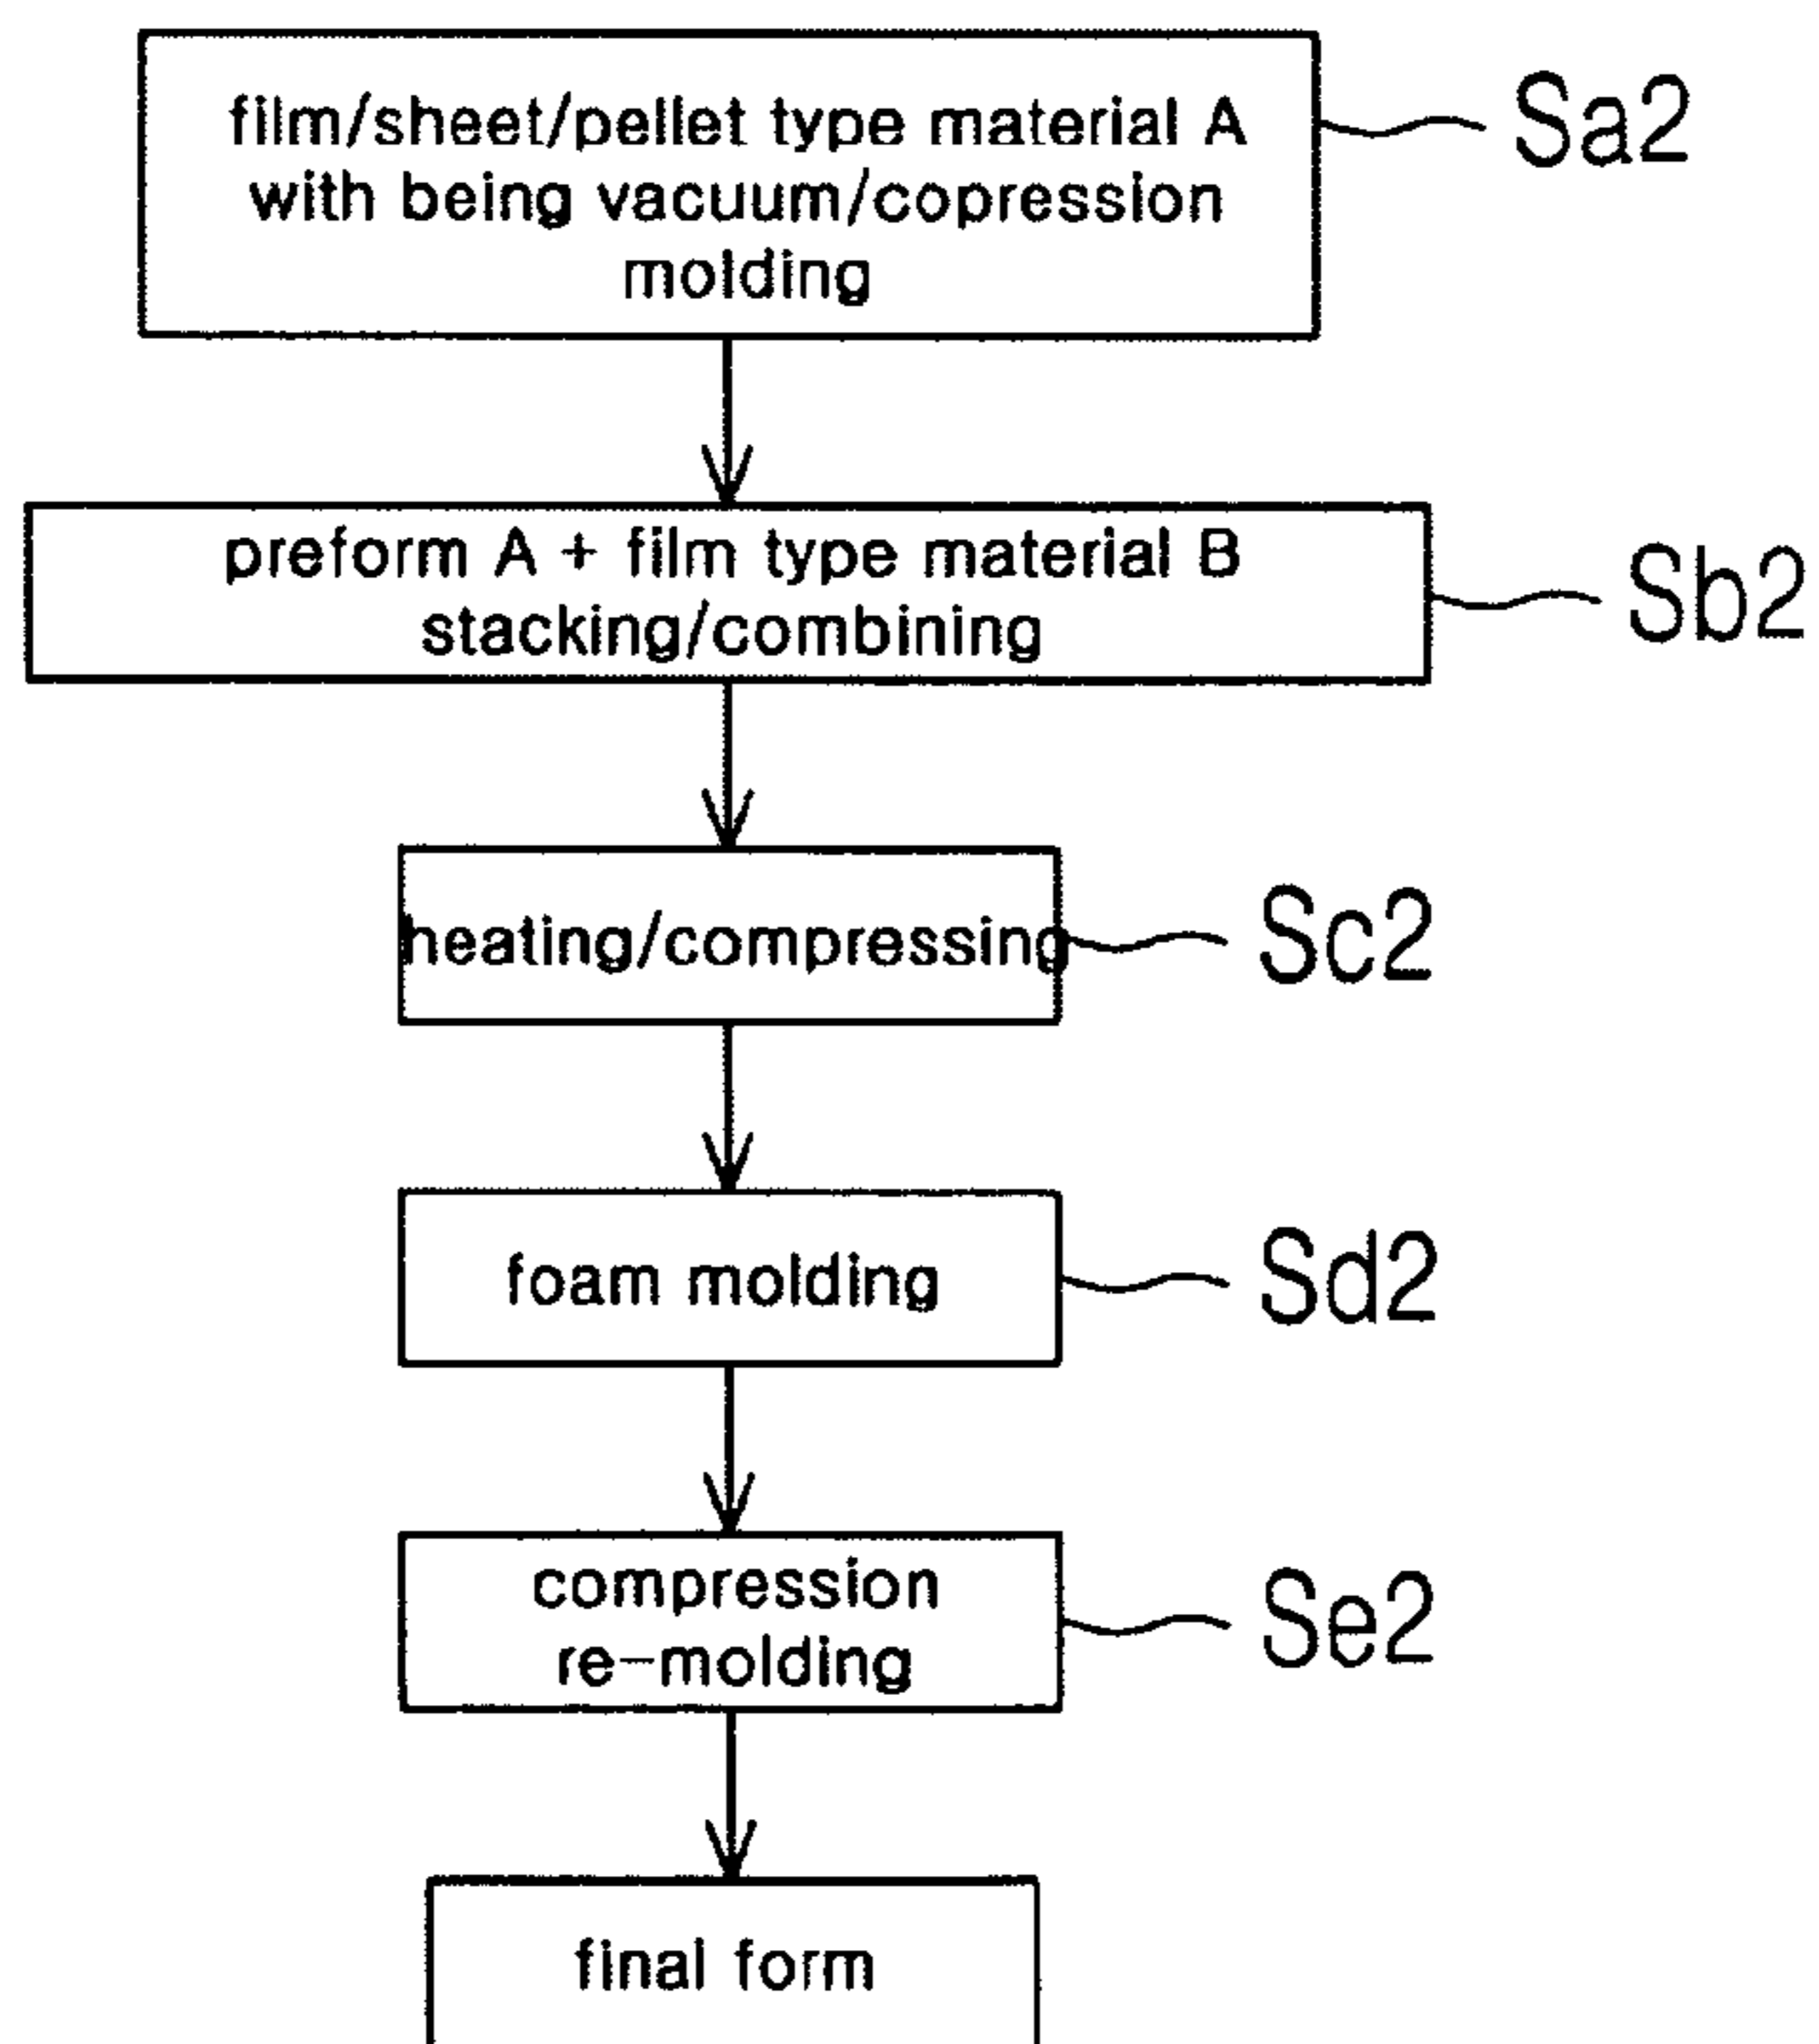 film/sheet/pellet type material A
with being vacuum/copression
molding
Sa2
preform A + film type material B
stacking/combining
Sb2
heating/compressing
Sc2
foam molding
Sd2
compression
re-molding
Se2
final form